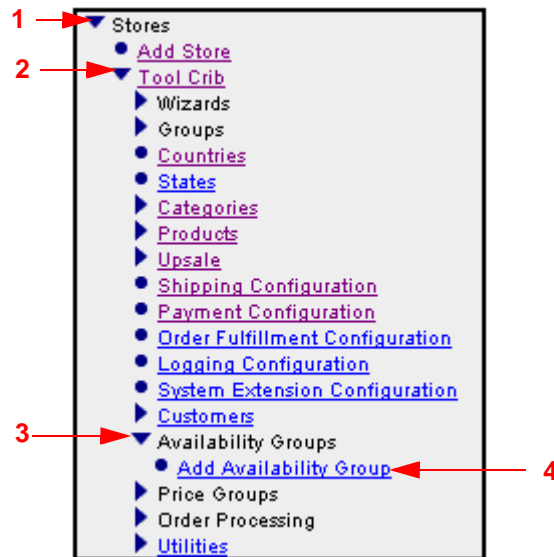 1 Stores
Add Store
2 Tool Crib
Wizards
Groups
Countries
States
Categories
Products
Upsale
Shipping Configuration
Payment Configuration
Order Fulfillment Configuration
Logging Configuration
System Extension Configuration
Customers
3 Availability Groups
Add Availability Group 4
Price Groups
Order Processing
Utilities